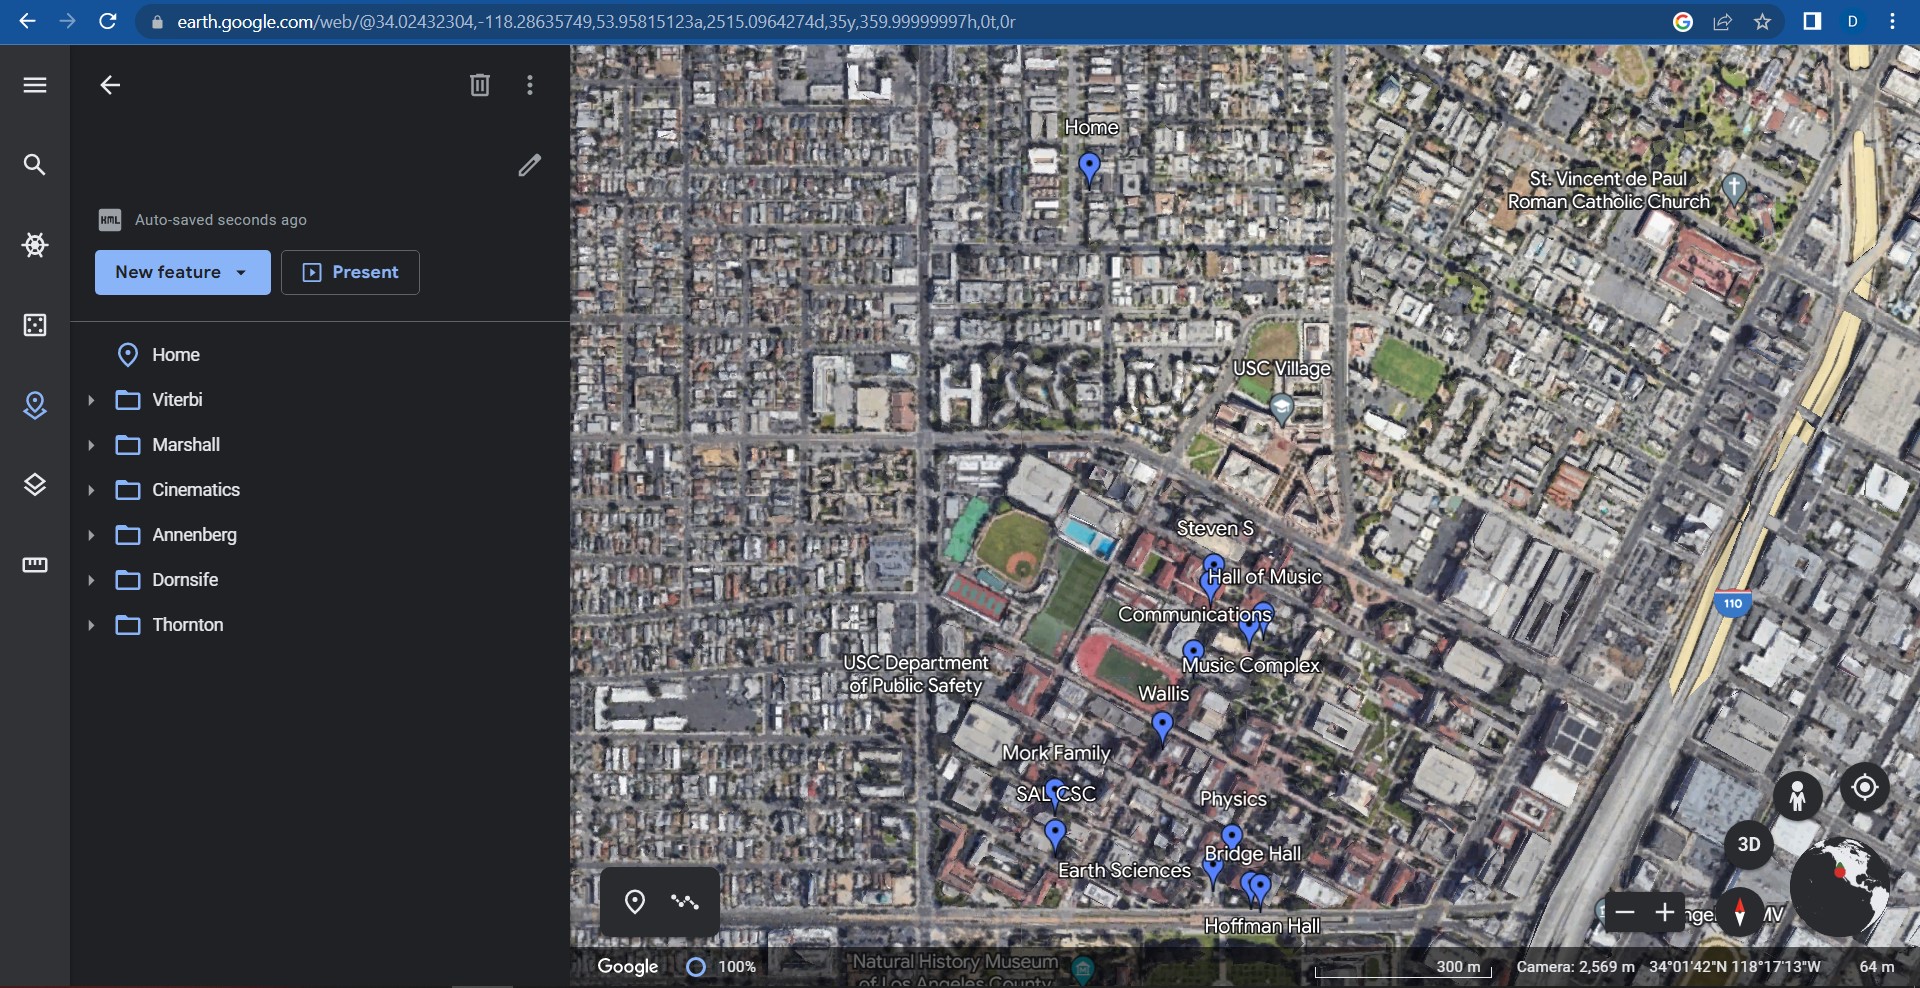 earth.google.com/web/@34.02432304,-118.28635749,53.95815123a,2515.0964274d,35y,359.99999997h,0t,0r
D
KML Auto-saved seconds ago
New feature
Present
Home
Viterbi
Marshall
Cinematics
Annenberg
Dornsife
Thornton
Home
St. Vincent de Paul
Roman Catholic Church
USC Village
Steven S
Hall of Music
Communications
110
USC Department
of Public Safety
Music Complex
Wallis
Mork Family
SAL CSC
Physics
Bridge Hall
Earth Sciences
Hoffman Hall
3D
Natural History Museum
of Los Angeles County
Google
100%
300 m
Camera: 2,569 m 34°01'42"N 118°17'13"W
64 m